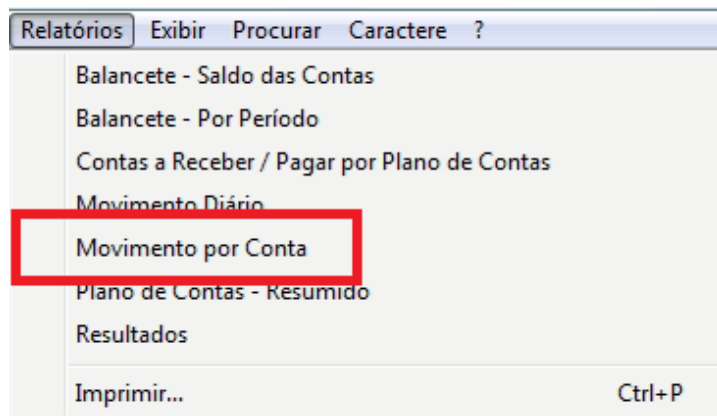 Relatórios Exibir Procurar Caractere ?
Balancete - Saldo das Contas
Balancete - Por Período
Contas a Receber / Pagar por Plano de Contas
Movimento Diário
Movimento por Conta
Plano de Contas - Resumido
Resultados
Imprimir... Ctrl+P